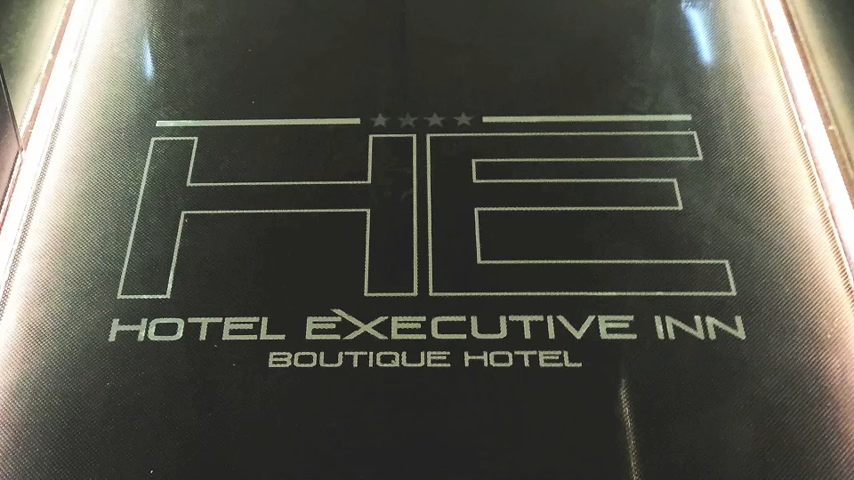 ★★★★
HE
HOTEL EXECUTIVE INN
BOUTIQUE HOTEL